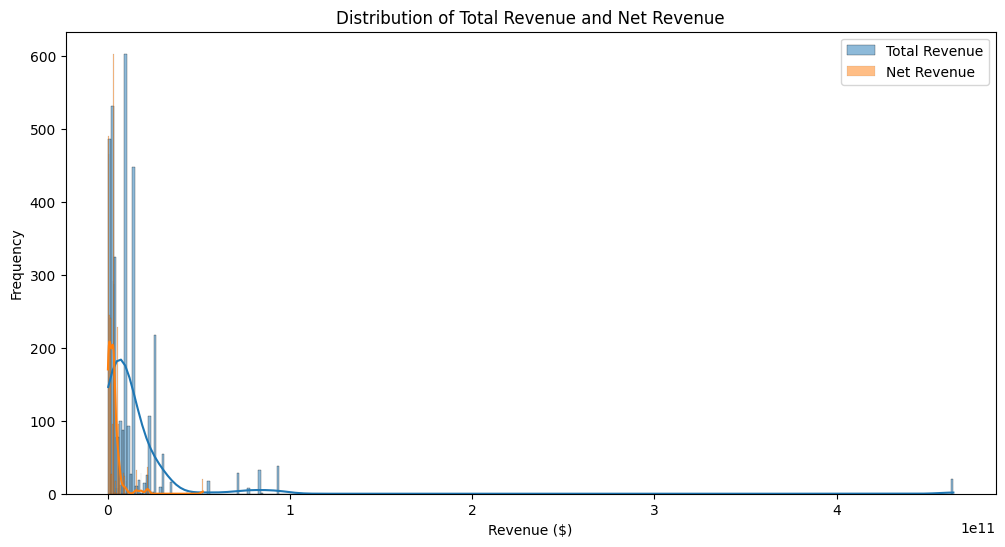 Distribution of Total Revenue and Net Revenue
Total Revenue
Net Revenue
Frequency
600
500
400
300
200
100
0
0 1 2 3 4
1e11
Revenue ($)